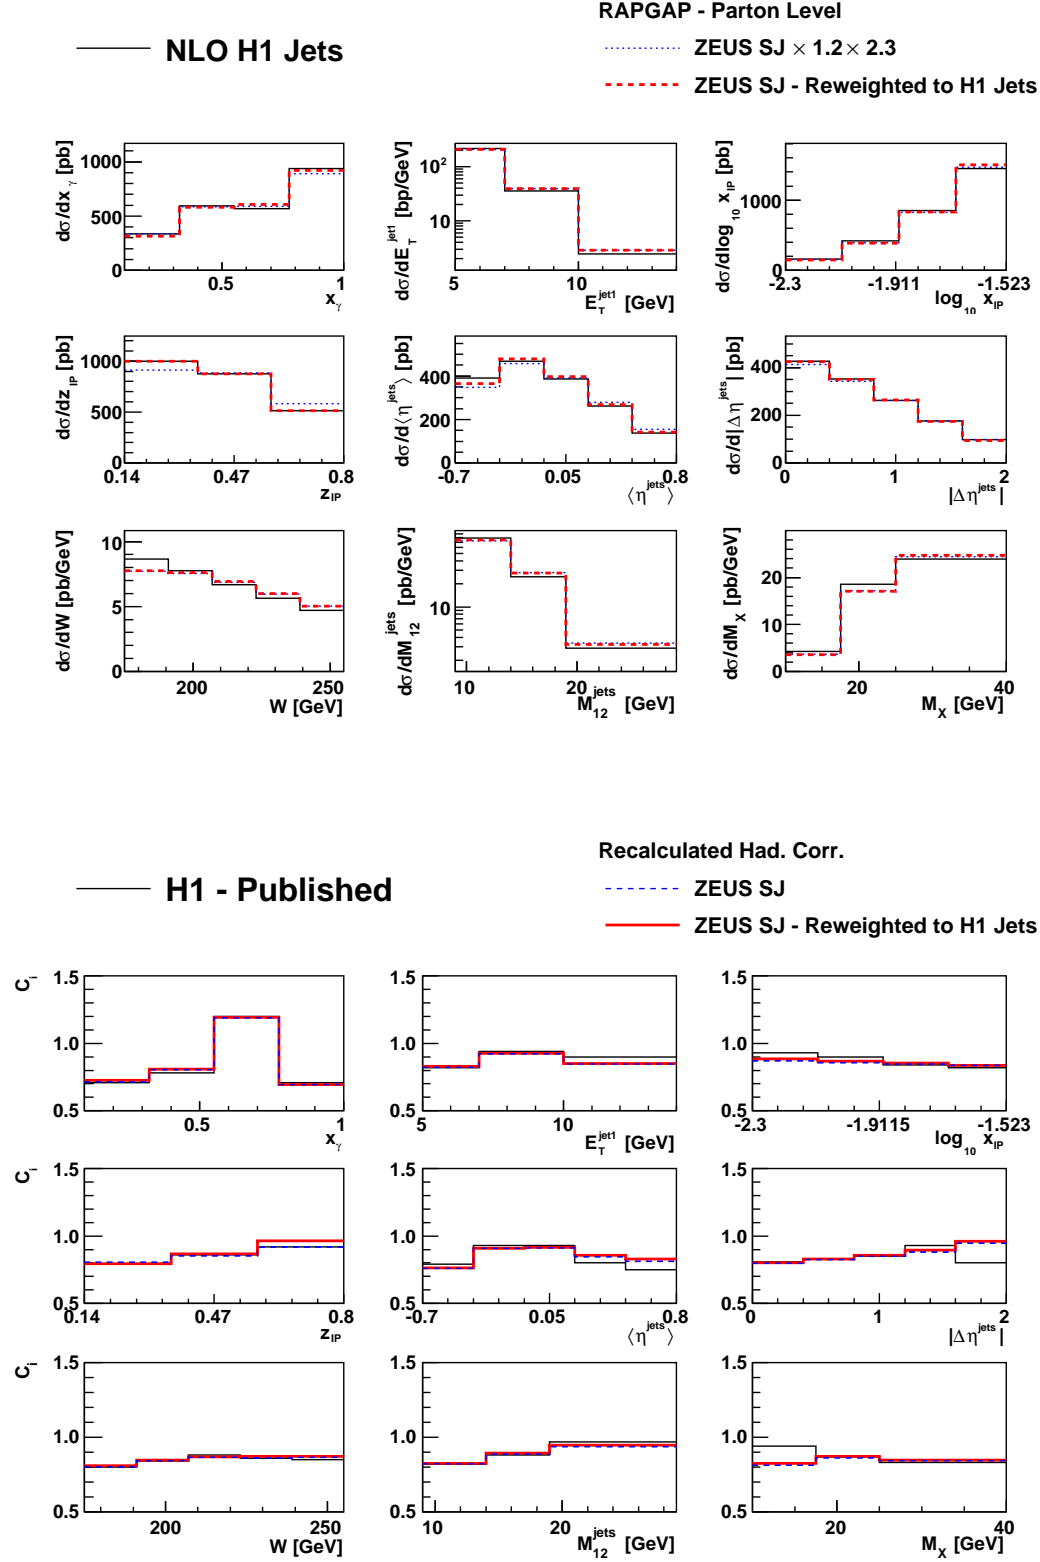 RAPGAP - Parton Level
NLO H1 Jets
ZEUS SJ × 1.2 × 2.3
ZEUS SJ - Reweighted to H1 Jets
dσ/dx_γ [pb]
1000
500
0
0.5
1
x_γ
dσ/dE_T^jet1 [bp/GeV]
10^2
10
5
10
E_T^jet1 [GeV]
dσ/dlog_10 x_IP [pb]
1000
0
-2.3
-1.911
-1.523
log_10 x_IP
dσ/dz_IP [pb]
1000
500
0
0.14
0.47
0.8
z_IP
dσ/d⟨η^jets⟩ [pb]
400
200
0
-0.7
0.05
0.8
⟨η^jets⟩
dσ/d|Δη^jets| [pb]
400
200
0
0
1
2
|Δη^jets|
dσ/dW [pb/GeV]
10
5
0
200
250
W [GeV]
dσ/dM_12^jets [pb/GeV]
10
10
20
M_12^jets [GeV]
dσ/dM_X [pb/GeV]
20
10
0
20
40
M_X [GeV]
Recalculated Had. Corr.
H1 - Published
ZEUS SJ
ZEUS SJ - Reweighted to H1 Jets
C_i
1.5
1.0
0.5
0.5
1
x_γ
1.5
1.0
0.5
5
10
E_T^jet1 [GeV]
1.5
1.0
0.5
-2.3
-1.9115
-1.523
log_10 x_IP
C_i
1.5
1.0
0.5
0.14
0.47
0.8
z_IP
1.5
1.0
0.5
-0.7
0.05
0.8
⟨η^jets⟩
1.5
1.0
0.5
0
1
2
|Δη^jets|
C_i
1.5
1.0
0.5
200
250
W [GeV]
1.5
1.0
0.5
10
20
M_12^jets [GeV]
1.5
1.0
0.5
20
40
M_X [GeV]